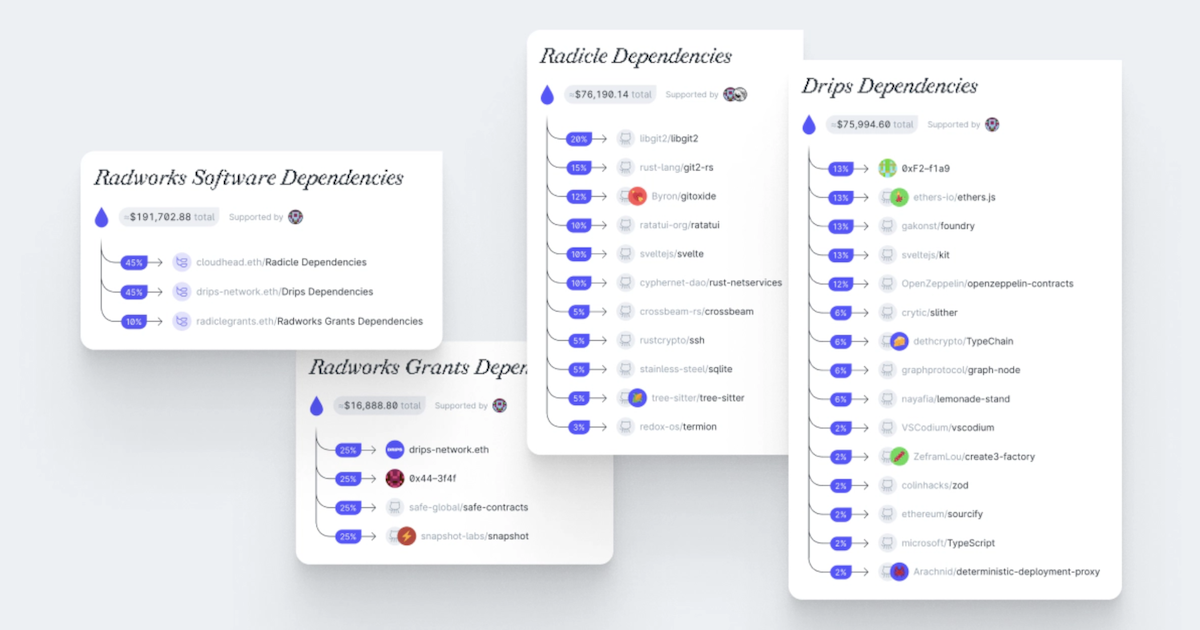 Radworks Software Dependencies
≈$191,702.88 total Supported by
45% cloudhead.eth/Radicle Dependencies
45% drips-network.eth/Drips Dependencies
10% radiclegrants.eth/Radworks Grants Dependencies
Radworks Grants Depen
≈$16,888.80 total Supported by
25% drips-network.eth
25% 0x44-3f4f
25% safe-global/safe-contracts
25% snapshot-labs/snapshot
Radicle Dependencies
≈$76,190.14 total Supported by
20% libgit2/libgit2
15% rust-lang/git2-rs
12% Byron/gitoxide
10% ratatui-org/ratatui
10% sveltejs/svelte
10% cyphernet-dao/rust-netservices
5% crossbeam-rs/crossbeam
5% rustcrypto/ssh
5% stainless-steel/sqlite
5% tree-sitter/tree-sitter
3% redox-os/termion
Drips Dependencies
≈$75,994.60 total Supported by
13% 0xF2-f1a9
13% ethers-io/ethers.js
13% gakonst/foundry
13% sveltejs/kit
12% OpenZeppelin/openzeppelin-contracts
6% crytic/slither
6% dethcrypto/TypeChain
6% graphprotocol/graph-node
6% nayafia/lemonade-stand
2% VSCodium/vscodium
2% ZeframLou/create3-factory
2% colinhacks/zod
2% ethereum/sourcify
2% microsoft/TypeScript
2% Arachnid/deterministic-deployment-proxy